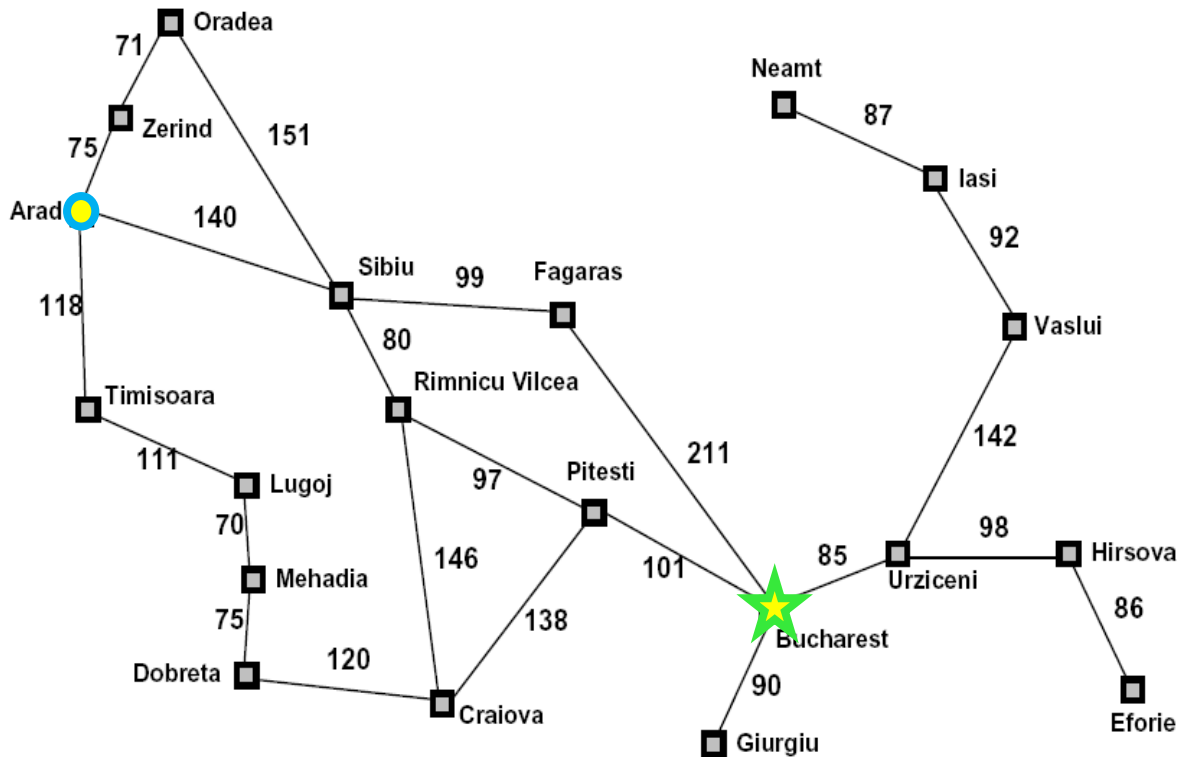 Oradea
71
Neamt
87
Zerind
151
75
Iasi
Arad
140
92
Sibiu
Fagaras
99
118
Vaslui
80
Rimnicu Vilcea
Timisoara
142
211
111
Pitesti
97
Lugoj
70
98
Hirsova
146
85
101
Mehadia
Urziceni
86
75
138
Bucharest
120
Dobreta
90
Craiova
Eforie
Giurgiu